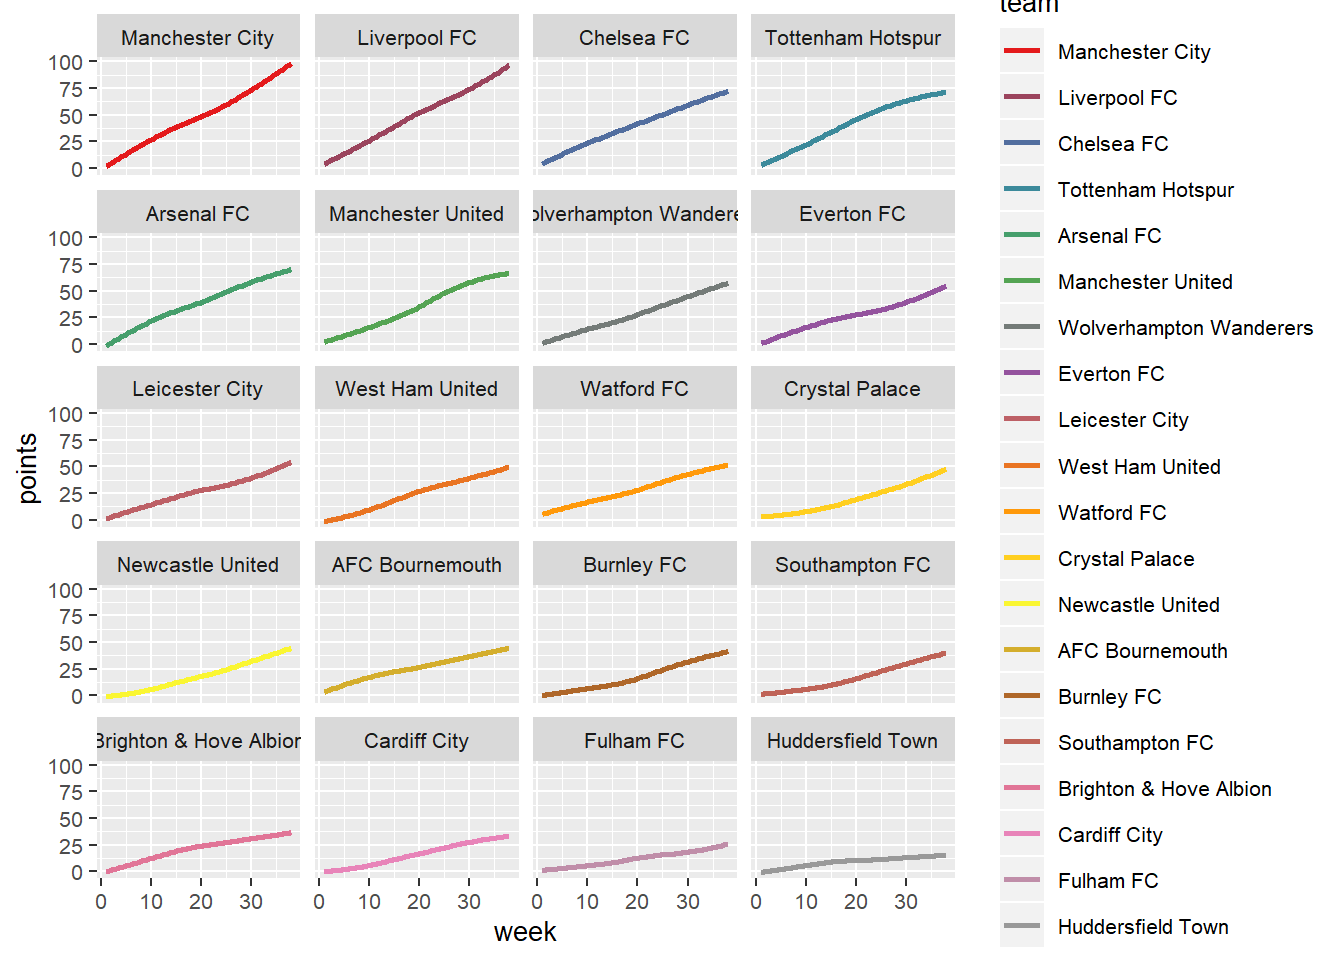 team
Manchester City
Liverpool FC
Chelsea FC
Tottenham Hotspur
100
75
50
25
0
Arsenal FC
Manchester United
olverhampton Wandere
Everton FC
100
75
50
25
0
Leicester City
West Ham United
Watford FC
Crystal Palace
100
75
50
25
0
points
Newcastle United
AFC Bournemouth
Burnley FC
Southampton FC
100
75
50
25
0
Brighton & Hove Albion
Cardiff City
Fulham FC
Huddersfield Town
100
75
50
25
0
0 10 20 30
0 10 20 30
0 10 20 30
0 10 20 30
week
Manchester City
Liverpool FC
Chelsea FC
Tottenham Hotspur
Arsenal FC
Manchester United
Wolverhampton Wanderers
Everton FC
Leicester City
West Ham United
Watford FC
Crystal Palace
Newcastle United
AFC Bournemouth
Burnley FC
Southampton FC
Brighton & Hove Albion
Cardiff City
Fulham FC
Huddersfield Town